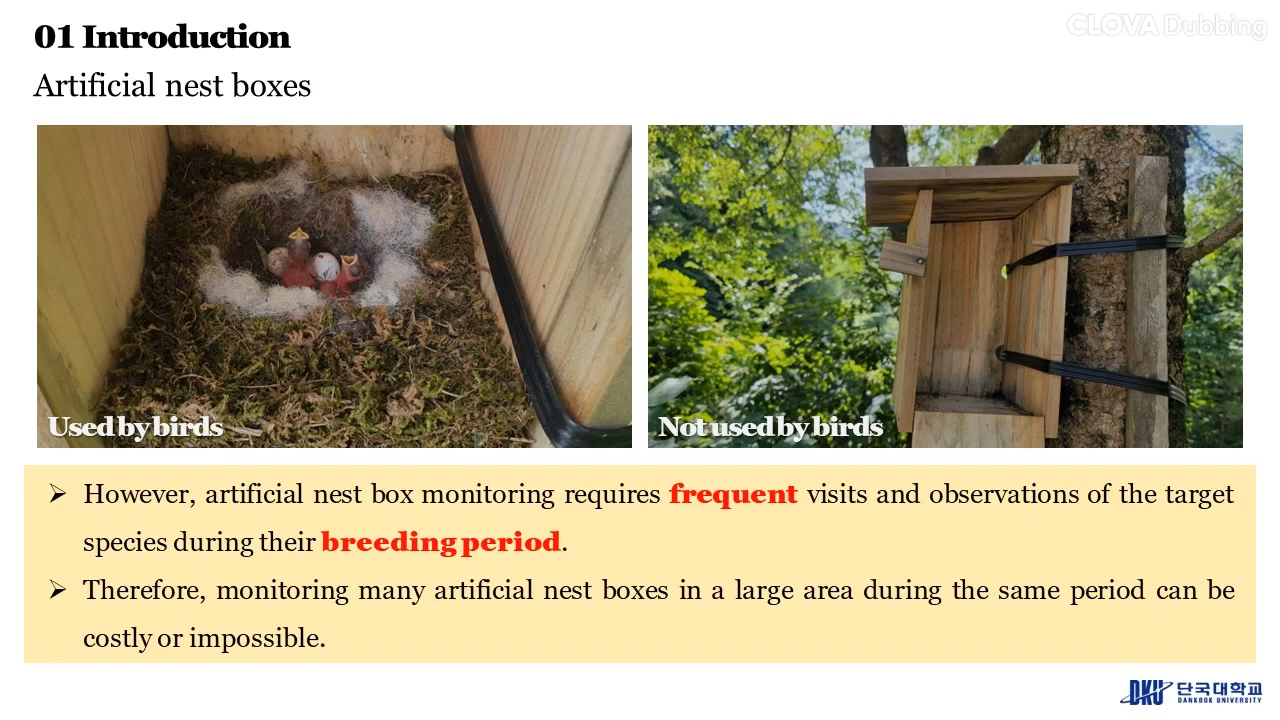 01 Introduction
CLOVA Dubbing
Artificial nest boxes
Used by birds
Not used by birds
However, artificial nest box monitoring requires frequent visits and observations of the target
species during their breeding period.
Therefore, monitoring many artificial nest boxes in a large area during the same period can be
costly or impossible.
DKU 단국대학교
DANKOOK UNIVERSITY